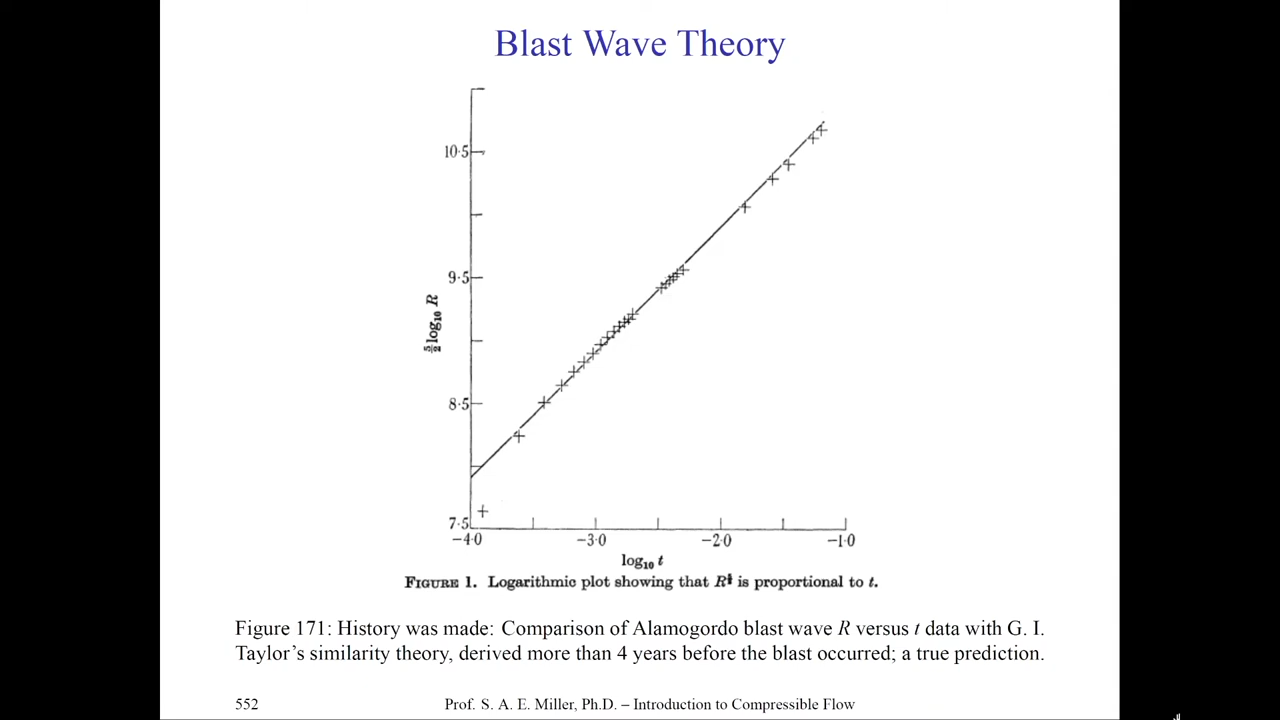 Blast Wave Theory
10·5
9·5
8·5
7·5
5/2 log₁₀ R
−4·0 −3·0 −2·0 −1·0
log₁₀ t
FIGURE 1. Logarithmic plot showing that R^{5/2} is proportional to t.
Figure 171: History was made: Comparison of Alamogordo blast wave R versus t data with G. I.
Taylor’s similarity theory, derived more than 4 years before the blast occurred; a true prediction.
552 Prof. S. A. E. Miller, Ph.D. – Introduction to Compressible Flow